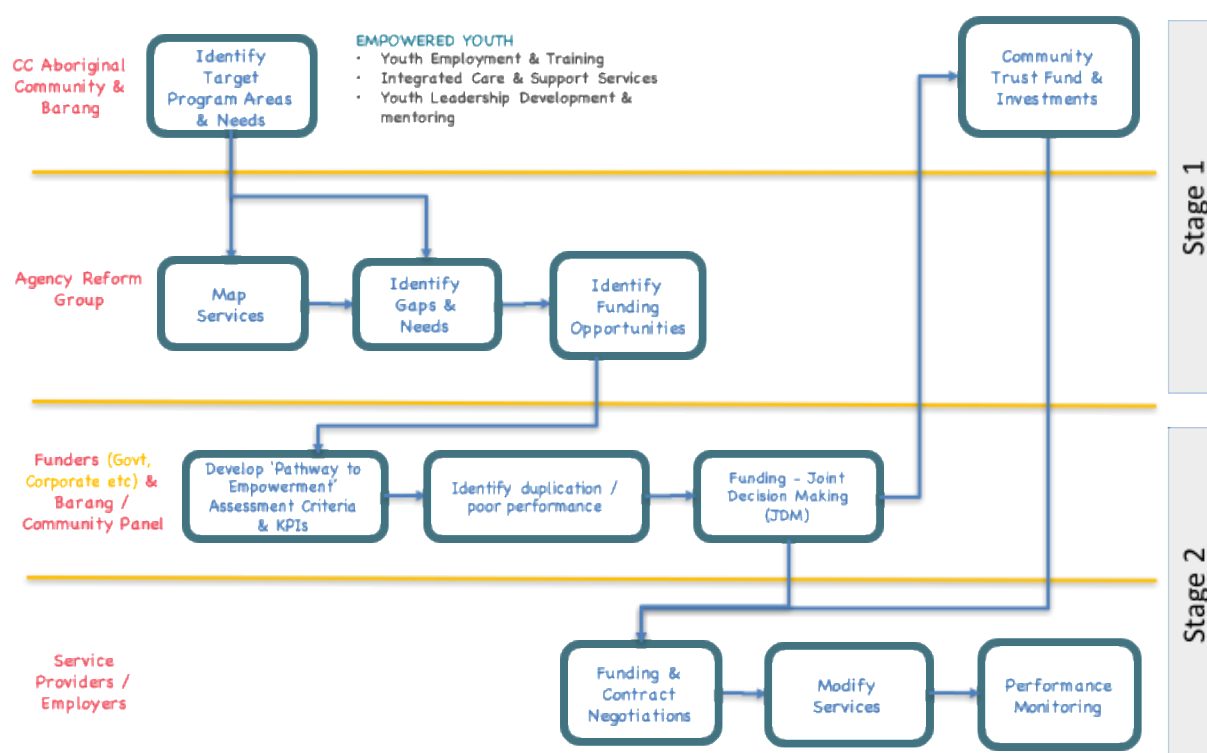 CC Aboriginal
Community &
Barang
Identify
Target
Program Areas
& Needs
EMPOWERED YOUTH
• Youth Employment & Training
• Integrated Care & Support Services
• Youth Leadership Development &
mentoring
Community
Trust Fund &
Investments
Stage 1
Agency Reform
Group
Map
Services
Identify
Gaps &
Needs
Identify
Funding
Opportunities
Funders (Govt,
Corporate etc) &
Barang /
Community Panel
Develop 'Pathway to
Empowerment'
Assessment Criteria
& KPIs
Identify duplication /
poor performance
Funding - Joint
Decision Making
(JDM)
Stage 2
Service
Providers /
Employers
Funding &
Contract
Negotiations
Modify
Services
Performance
Monitoring